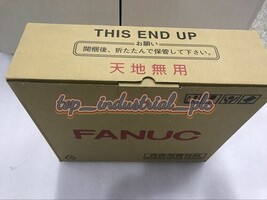 THIS END UP
お願い
開梱後、折たたんで保管して下さい。
天地無用
txp_industrial_plc
FANUC